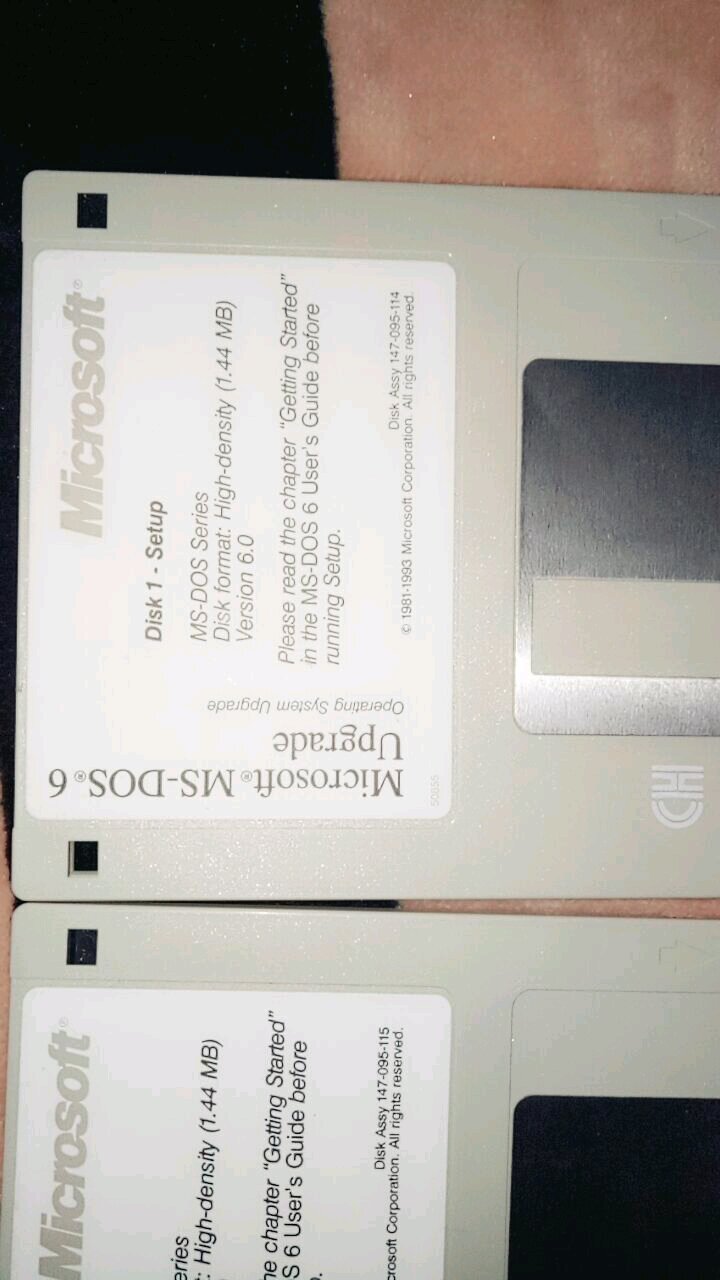 Microsoft®
Disk 1 - Setup
MS-DOS Series
Disk format: High-density (1.44 MB)
Version 6.0
Please read the chapter “Getting Started”
in the MS-DOS 6 User's Guide before
running Setup.
Disk Assy 147-095-114
© 1981-1993 Microsoft Corporation. All rights reserved.
Microsoft® MS-DOS® 6
Upgrade
Operating System Upgrade
HD
Microsoft®
: High-density (1.44 MB)
chapter “Getting Started”
S 6 User's Guide before
Disk Assy 147-095-115
Corporation. All rights reserved.